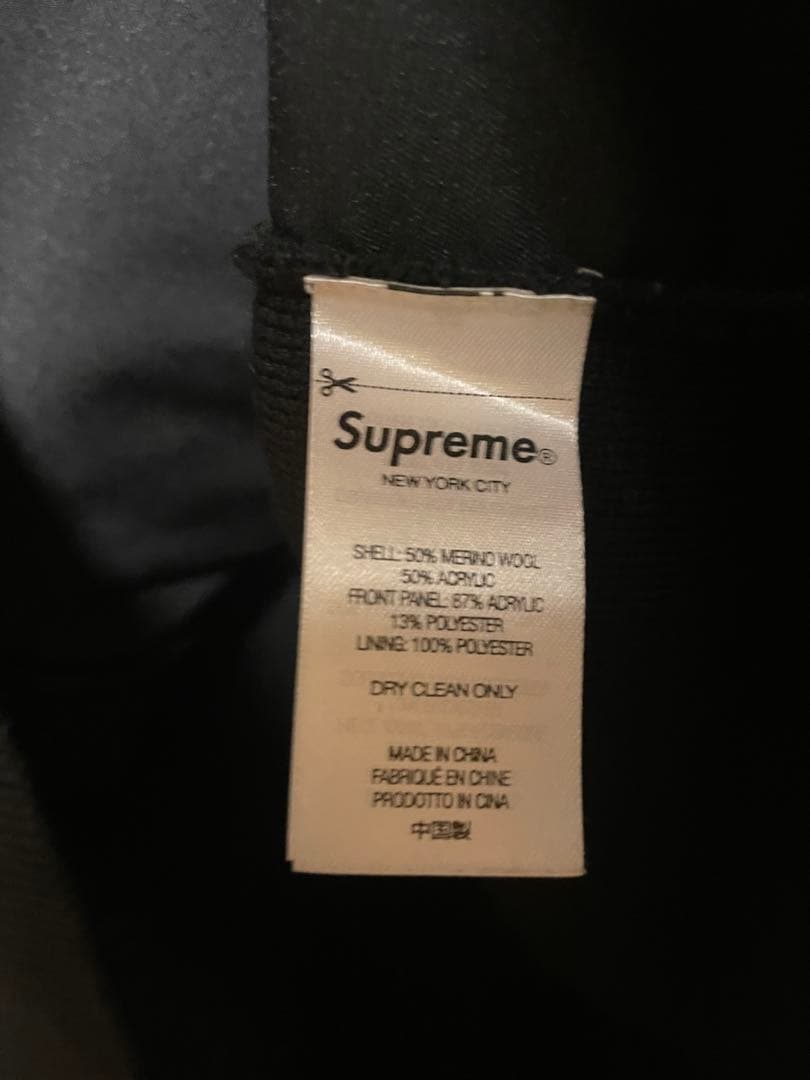 Supreme®
NEW YORK CITY
SHELL: 50% MERINO WOOL
50% ACRYLIC
FRONT PANEL: 87% ACRYLIC
13% POLYESTER
LINING: 100% POLYESTER
DRY CLEAN ONLY
MADE IN CHINA
FABRIQUÉ EN CHINE
PRODOTTO IN CINA
中国製